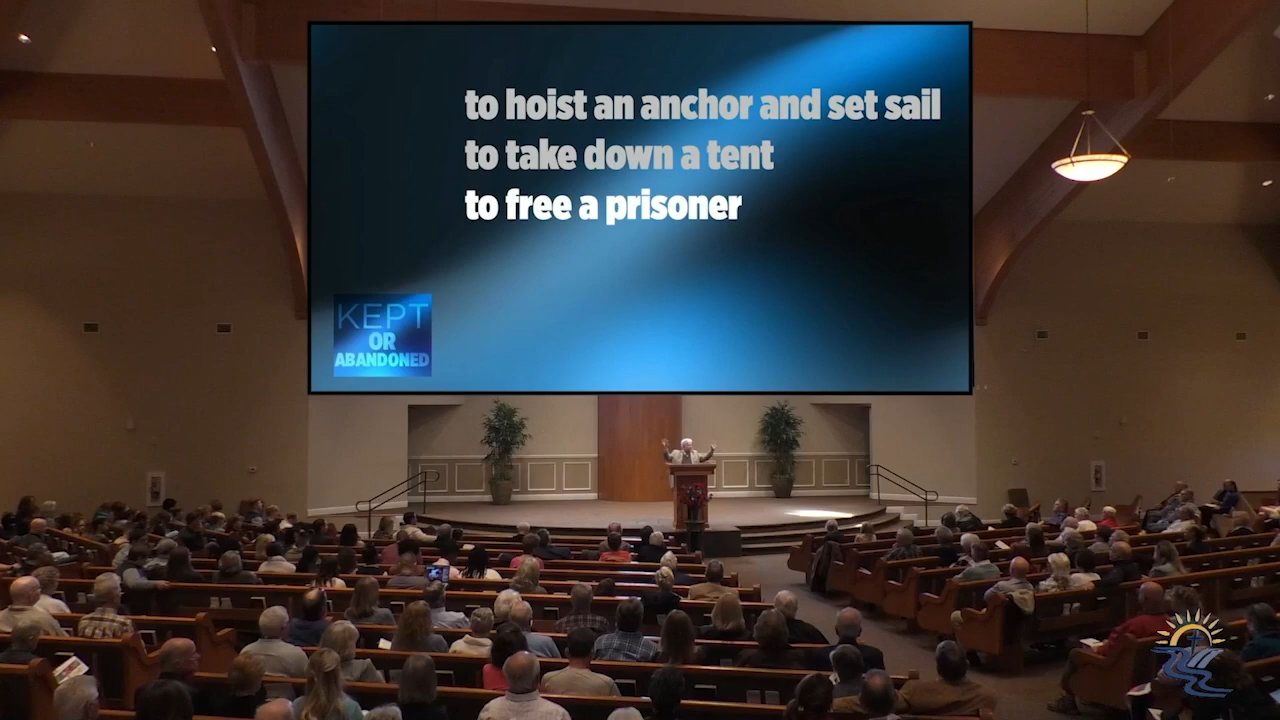 to hoist an anchor and set sail
to take down a tent
to free a prisoner
KEPT
OR
ABANDONED